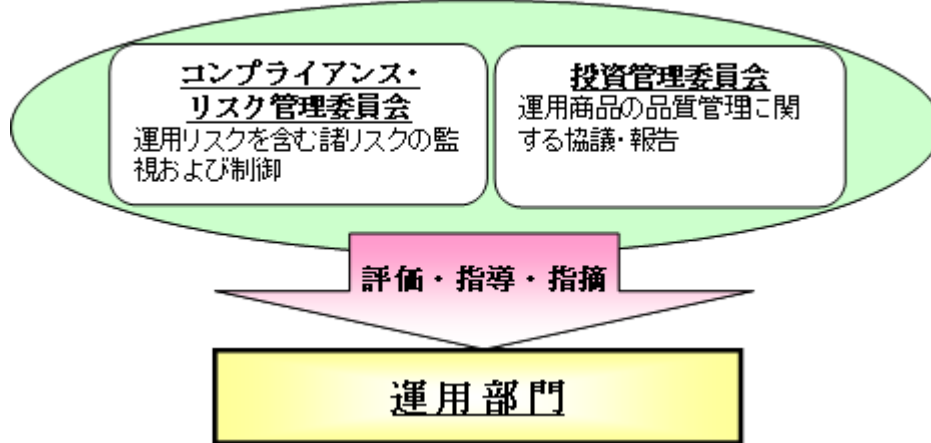 コンプライアンス・
リスク管理委員会
運用リスクを含む諸リスクの監
視および制御
投資管理委員会
運用商品の品質管理に関
する協議・報告
評価・指導・指摘
運用部門